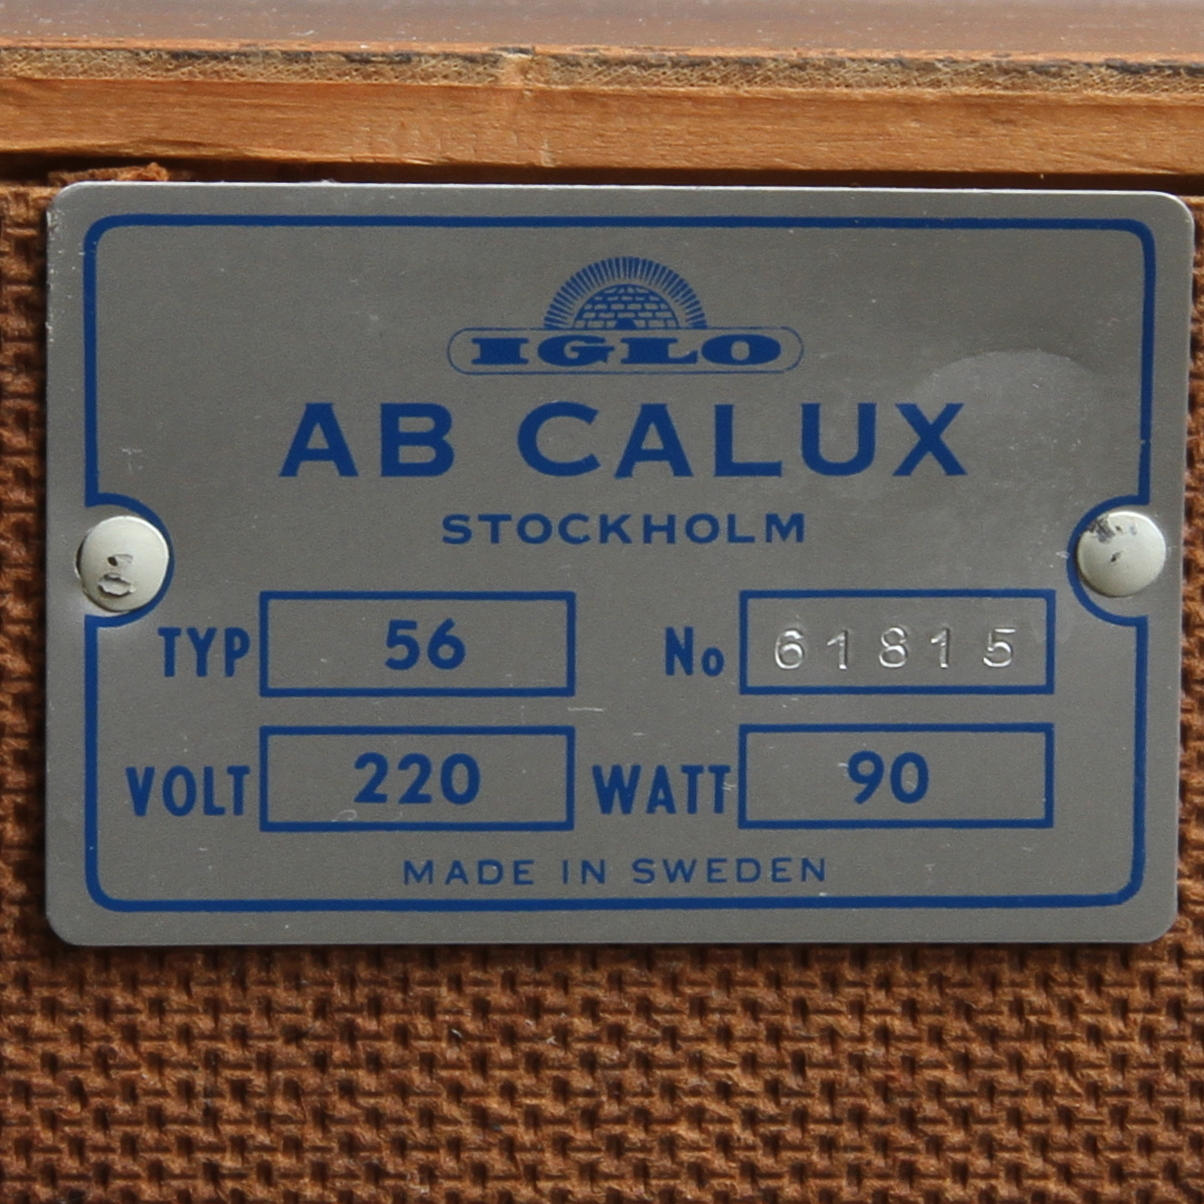 IGLO
AB CALUX
STOCKHOLM
TYP 56 No 61815
VOLT 220 WATT 90
MADE IN SWEDEN